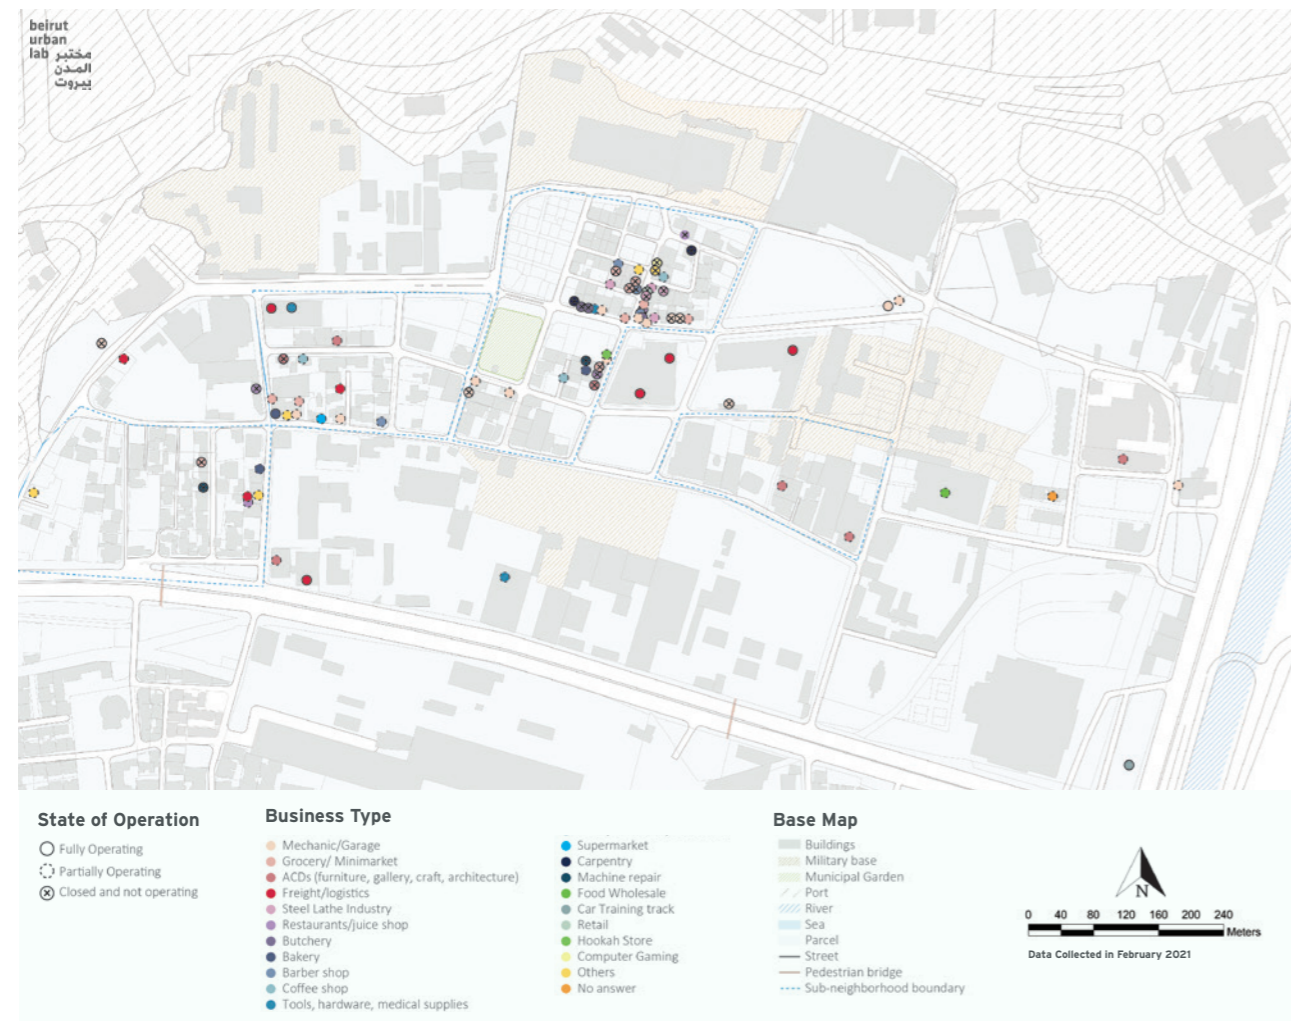 beirut
urban
lab مختبر
المدن
بيروت
State of Operation
Fully Operating
Partially Operating
Closed and not operating
Business Type
Mechanic/Garage
Grocery/ Minimarket
ACDs (furniture, gallery, craft, architecture)
Freight/logistics
Steel Lathe Industry
Restaurants/juice shop
Butchery
Bakery
Barber shop
Coffee shop
Tools, hardware, medical supplies
Supermarket
Carpentry
Machine repair
Food Wholesale
Car Training track
Retail
Hookah Store
Computer Gaming
Others
No answer
Base Map
Buildings
Military base
Municipal Garden
Port
River
Sea
Parcel
Street
Pedestrian bridge
Sub-neighborhood boundary
N
0 40 80 120 160 200 240
Meters
Data Collected in February 2021